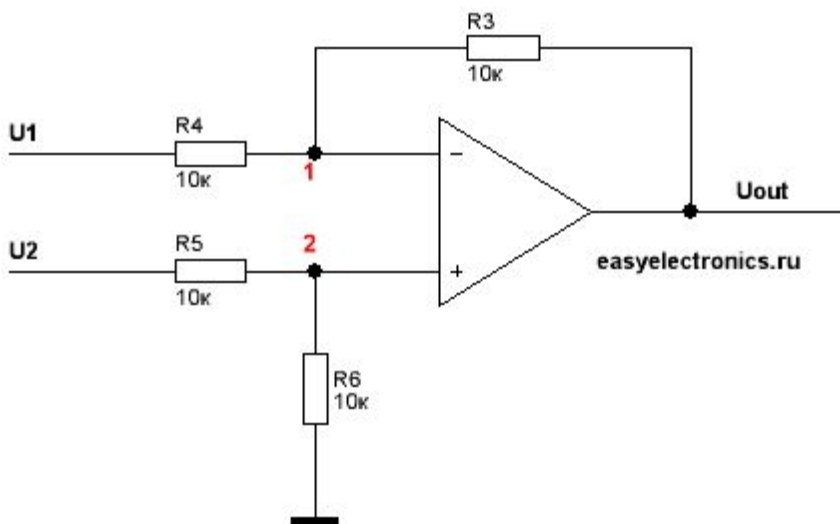 R3
10к
U1
R4
10к
1
−
Uout
U2
R5
10к
2
+
easyelectronics.ru
R6
10к